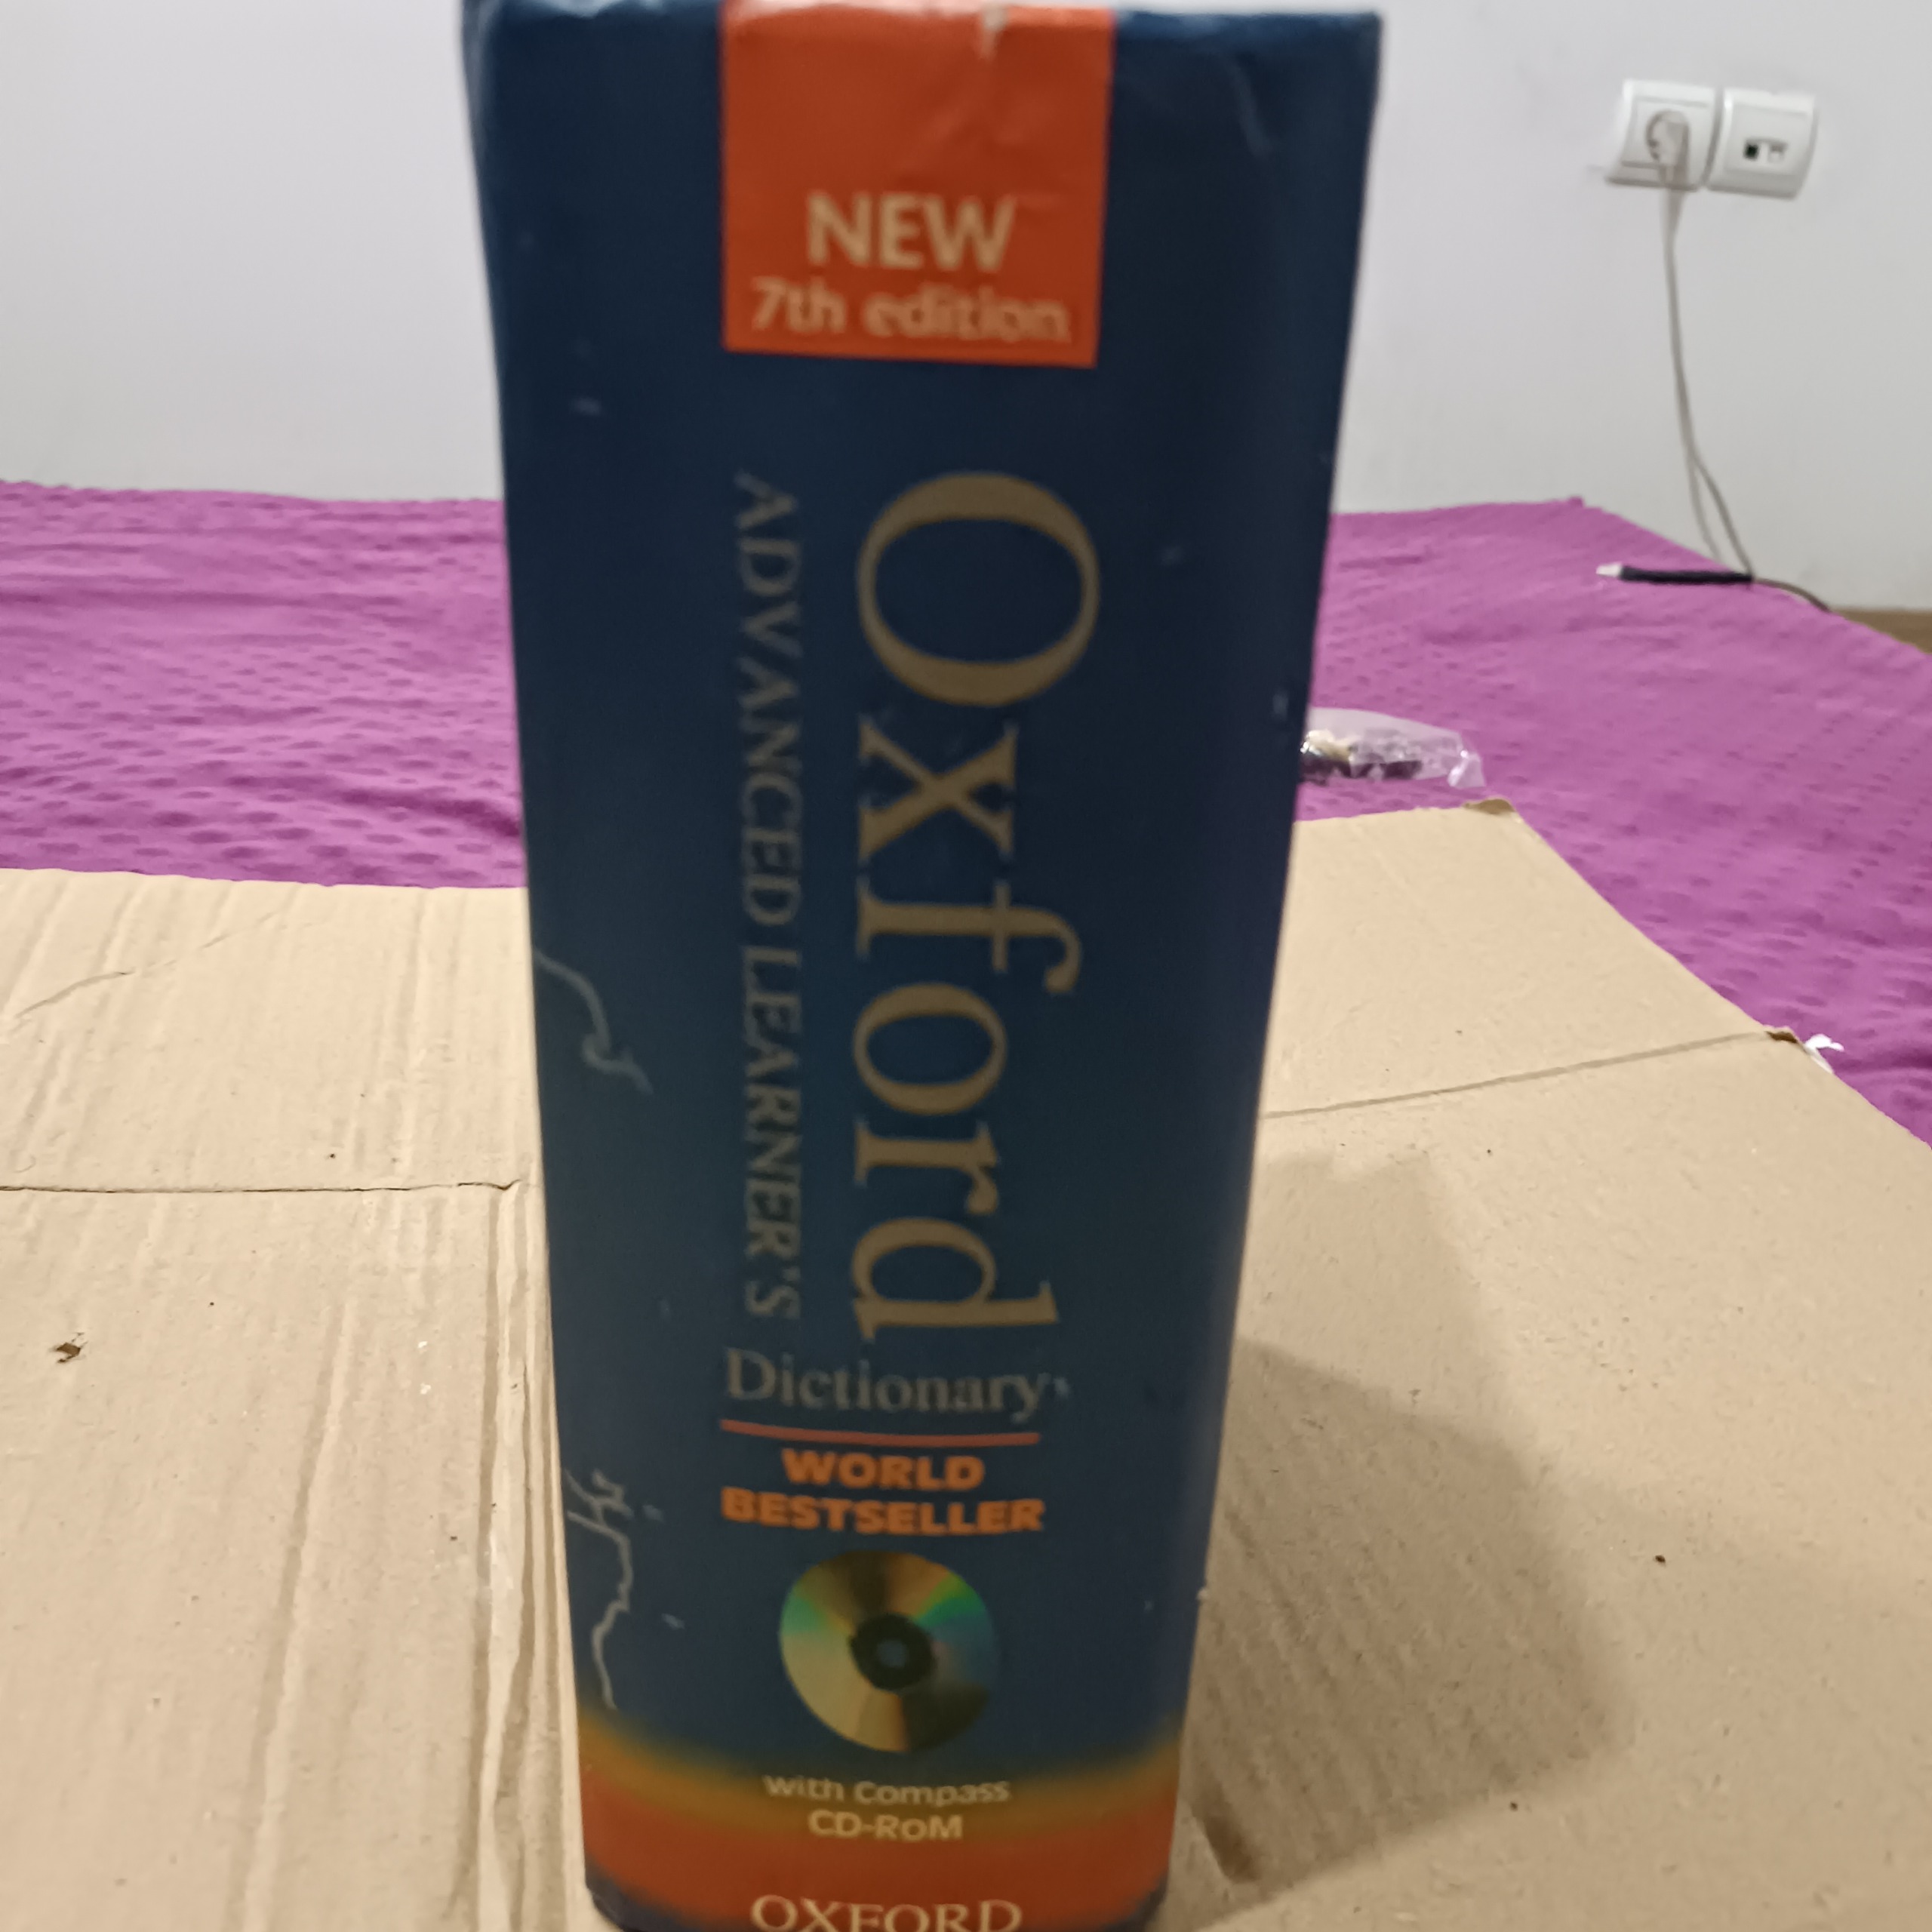 NEW
7th edition
Oxford
ADVANCED LEARNER'S
Dictionary
WORLD
BESTSELLER
with Compass
CD-ROM
OXFORD